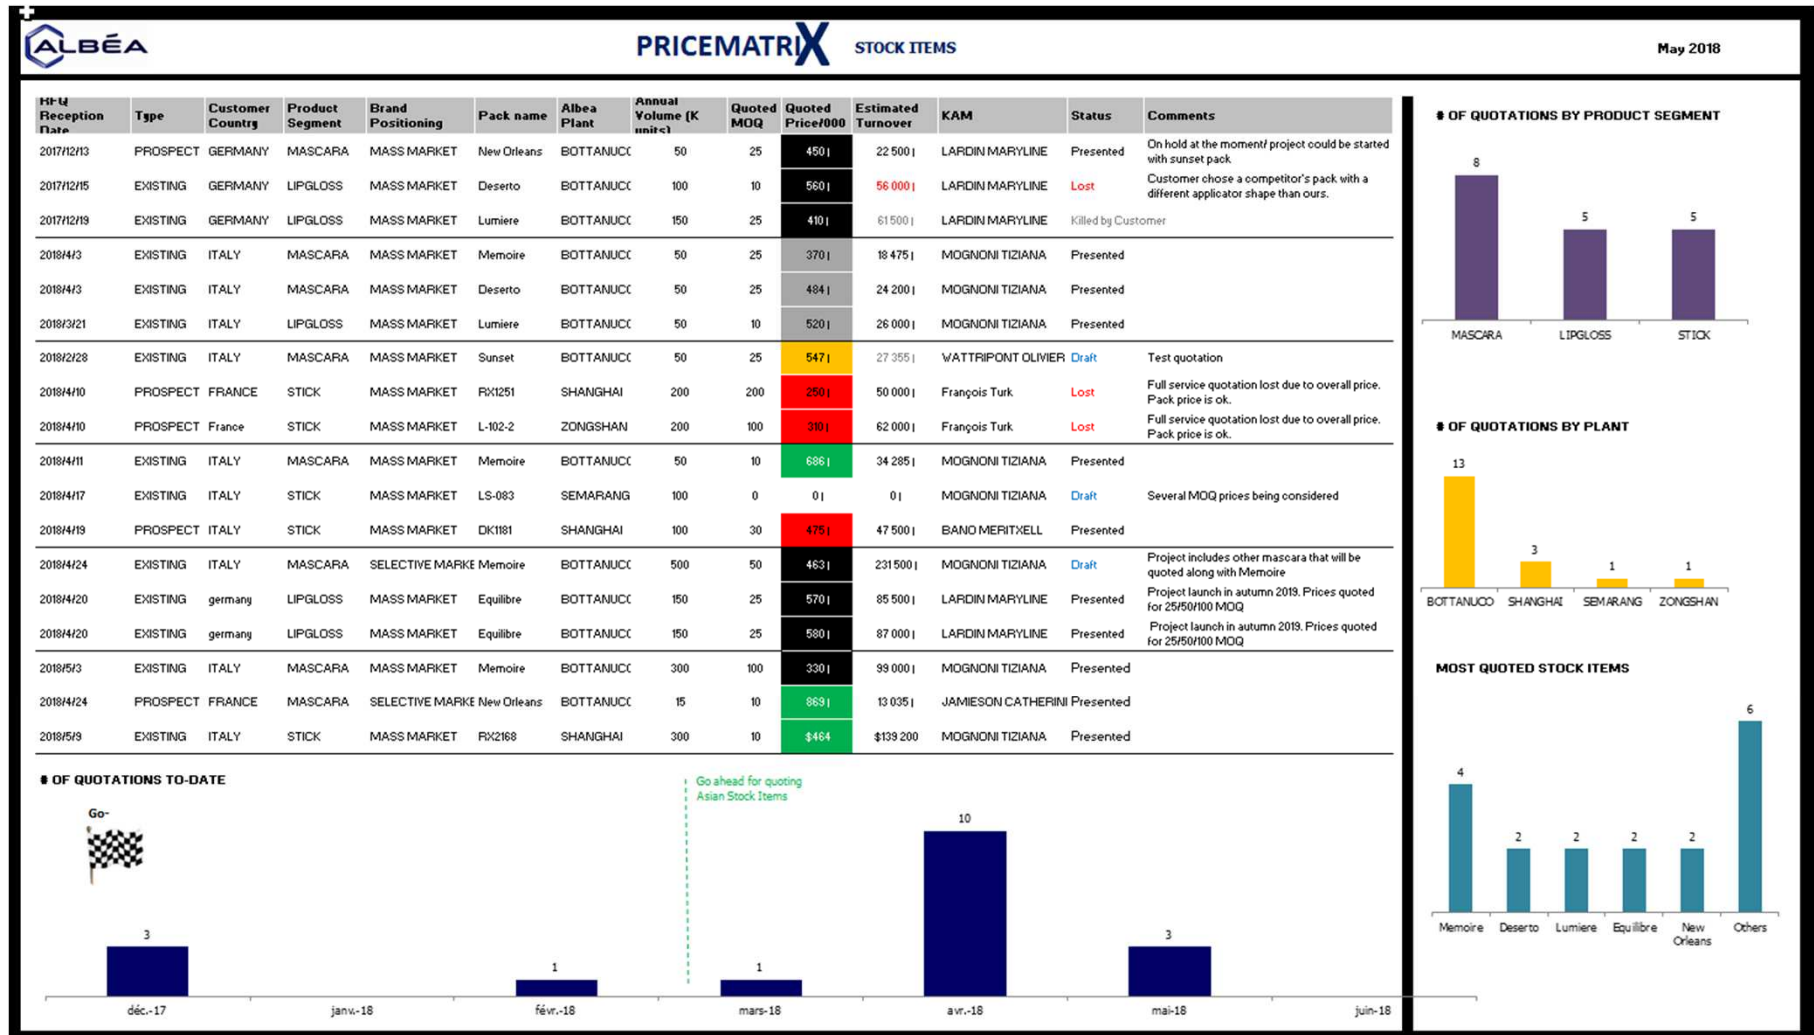 ALBÉA
PRICEMATRIX STOCK ITEMS
May 2018
RFQ Reception Date Type Customer Country Product Segment Brand Positioning Pack name Albea Plant Annual Volume (K units) Quoted MOQ Quoted Price/000 Estimated Turnover KAM Status Comments
2017/12/13 PROSPECT GERMANY MASCARA MASS MARKET New Orleans BOTTANUCC 50 25 450 | 22 500 | LARDIN MARYLINE Presented On hold at the moment/ project could be started
with sunset pack
2017/12/15 EXISTING GERMANY LIPGLOSS MASS MARKET Deserto BOTTANUCC 100 10 560 | 56 000 | LARDIN MARYLINE Lost Customer chose a competitor's pack with a
different applicator shape than ours.
2017/12/19 EXISTING GERMANY LIPGLOSS MASS MARKET Lumiere BOTTANUCC 150 25 410 | 61 500 | LARDIN MARYLINE Killed by Customer
2018/4/3 EXISTING ITALY MASCARA MASS MARKET Memoire BOTTANUCC 50 25 370 | 18 475 | MOGNONI TIZIANA Presented
2018/4/3 EXISTING ITALY MASCARA MASS MARKET Deserto BOTTANUCC 50 25 484 | 24 200 | MOGNONI TIZIANA Presented
2018/3/21 EXISTING ITALY LIPGLOSS MASS MARKET Lumiere BOTTANUCC 50 10 520 | 26 000 | MOGNONI TIZIANA Presented
2018/2/28 EXISTING ITALY MASCARA MASS MARKET Sunset BOTTANUCC 50 25 547 | 27 355 | WATTRIPONT OLIVIER Draft Test quotation
2018/4/10 PROSPECT FRANCE STICK MASS MARKET RX1251 SHANGHAI 200 200 250 | 50 000 | François Turk Lost Full service quotation lost due to overall price.
Pack price is ok.
2018/4/10 PROSPECT France STICK MASS MARKET L-102-2 ZONGSHAN 200 100 310 | 62 000 | François Turk Lost Full service quotation lost due to overall price.
Pack price is ok.
2018/4/11 EXISTING ITALY MASCARA MASS MARKET Memoire BOTTANUCC 50 10 686 | 34 285 | MOGNONI TIZIANA Presented
2018/4/17 EXISTING ITALY STICK MASS MARKET LS-083 SEMARANG 100 0 0 | 0 | MOGNONI TIZIANA Draft Several MOQ prices being considered
2018/4/19 PROSPECT ITALY STICK MASS MARKET DK1181 SHANGHAI 100 30 475 | 47 500 | BANO MERITXELL Presented
2018/4/24 EXISTING ITALY MASCARA SELECTIVE MARKE Memoire BOTTANUCC 500 50 463 | 231 500 | MOGNONI TIZIANA Draft Project includes other mascara that will be
quoted along with Memoire
2018/4/20 EXISTING germany LIPGLOSS MASS MARKET Equilibre BOTTANUCC 150 25 570 | 85 500 | LARDIN MARYLINE Presented Project launch in autumn 2019. Prices quoted
for 25/50/100 MOQ
2018/4/20 EXISTING germany LIPGLOSS MASS MARKET Equilibre BOTTANUCC 150 25 580 | 87 000 | LARDIN MARYLINE Presented Project launch in autumn 2019. Prices quoted
for 25/50/100 MOQ
2018/5/3 EXISTING ITALY MASCARA MASS MARKET Memoire BOTTANUCC 300 100 330 | 99 000 | MOGNONI TIZIANA Presented
2018/4/24 PROSPECT FRANCE MASCARA SELECTIVE MARKE New Orleans BOTTANUCC 15 10 869 | 13 035 | JAMIESON CATHERINI Presented
2018/5/9 EXISTING ITALY STICK MASS MARKET RX2168 SHANGHAI 300 10 $464 $139 200 MOGNONI TIZIANA Presented
# OF QUOTATIONS TO-DATE
Go-
Go ahead for quoting
Asian Stock Items
3 1 1 10 3
déc.-17 janv.-18 févr.-18 mars-18 avr.-18 mai-18 juin-18
# OF QUOTATIONS BY PRODUCT SEGMENT
8 5 5
MASCARA LIPGLOSS STICK
# OF QUOTATIONS BY PLANT
13 3 1 1
BOTTANUCO SHANGHAI SEMARANG ZONGSHAN
MOST QUOTED STOCK ITEMS
4 2 2 2 2 6
Memoire Deserto Lumiere Equilibre New Orleans Others